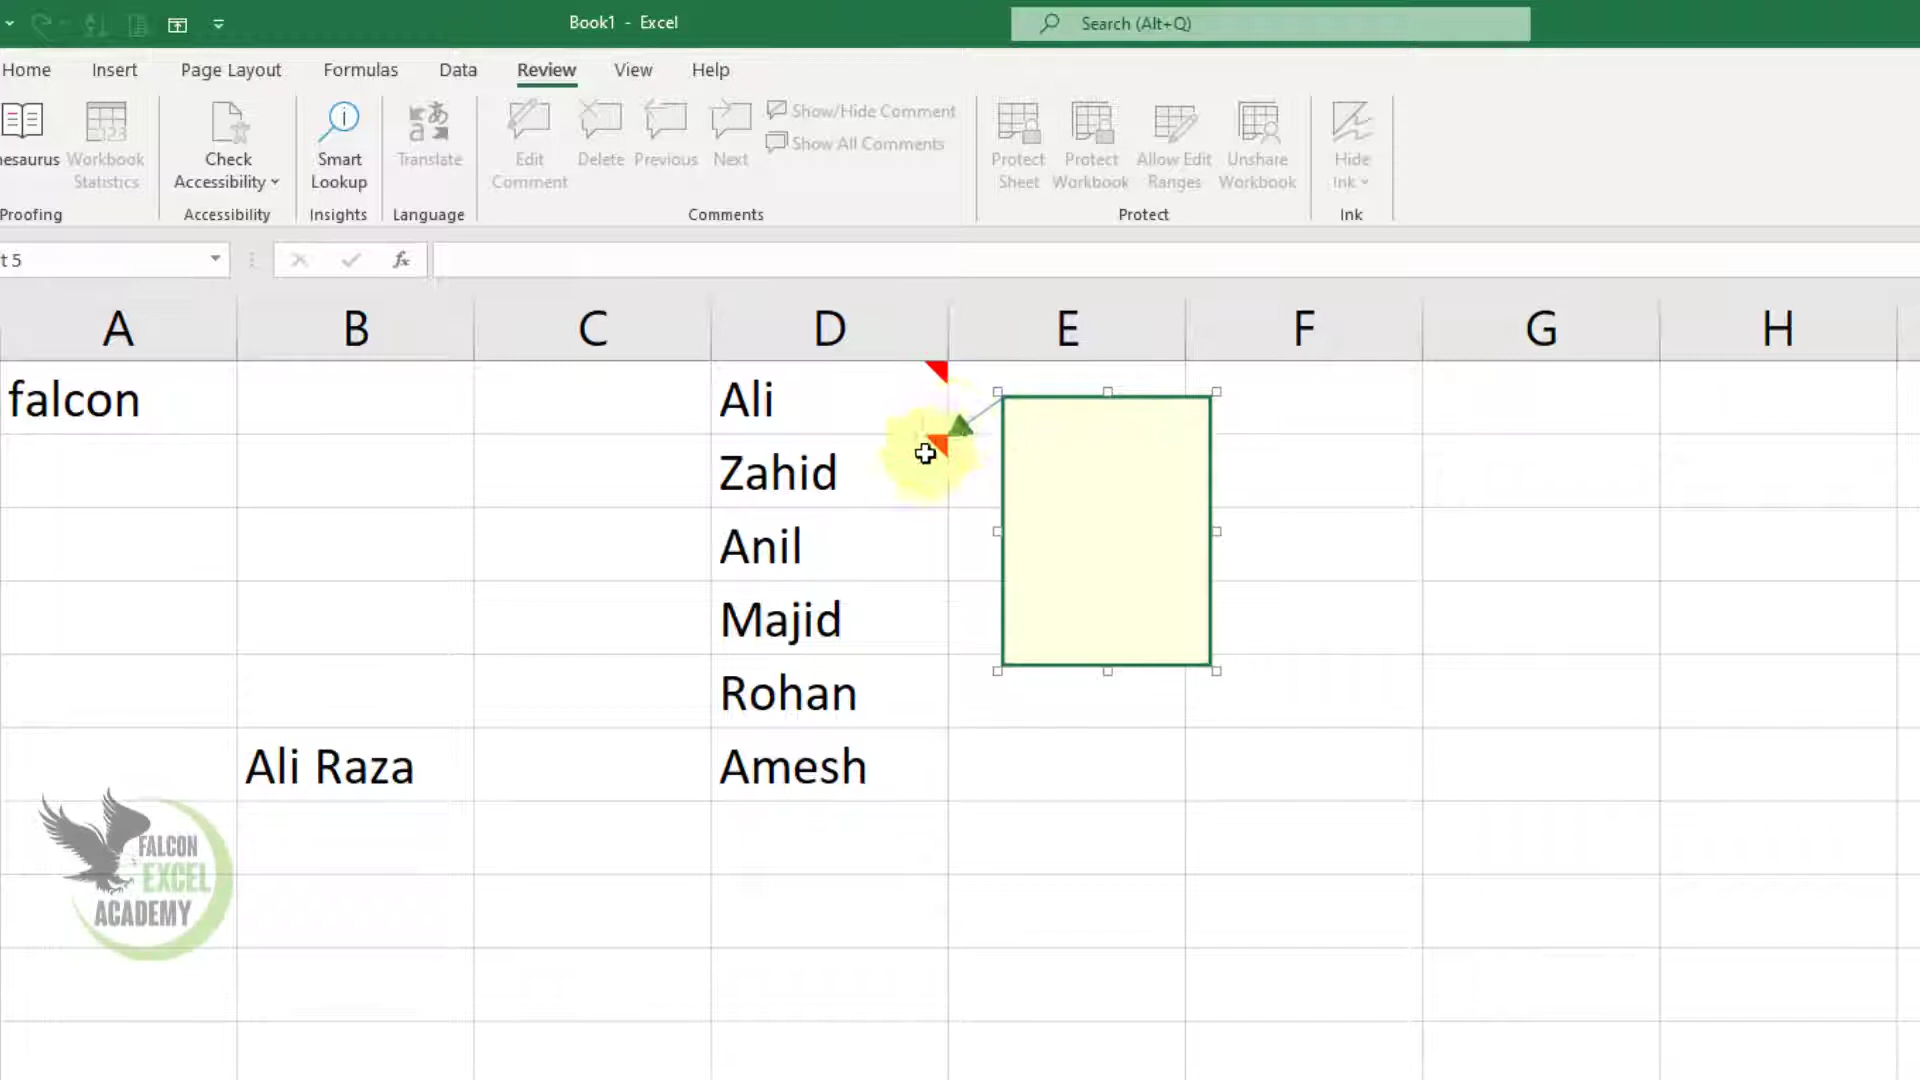 Book1 - Excel
Search (Alt+Q)
Home Insert Page Layout Formulas Data Review View Help
hesaurus
Workbook Statistics
Check Accessibility
Smart Lookup
Translate
Edit Comment
Delete
Previous
Next
Show/Hide Comment
Show All Comments
Protect Sheet
Protect Workbook
Allow Edit Ranges
Unshare Workbook
Hide Ink
Proofing Accessibility Insights Language Comments Protect Ink
t 5
fx
A B C D E F G H
falcon Ali
Zahid
Anil
Majid
Rohan
Ali Raza Amesh
FALCON
EXCEL
ACADEMY